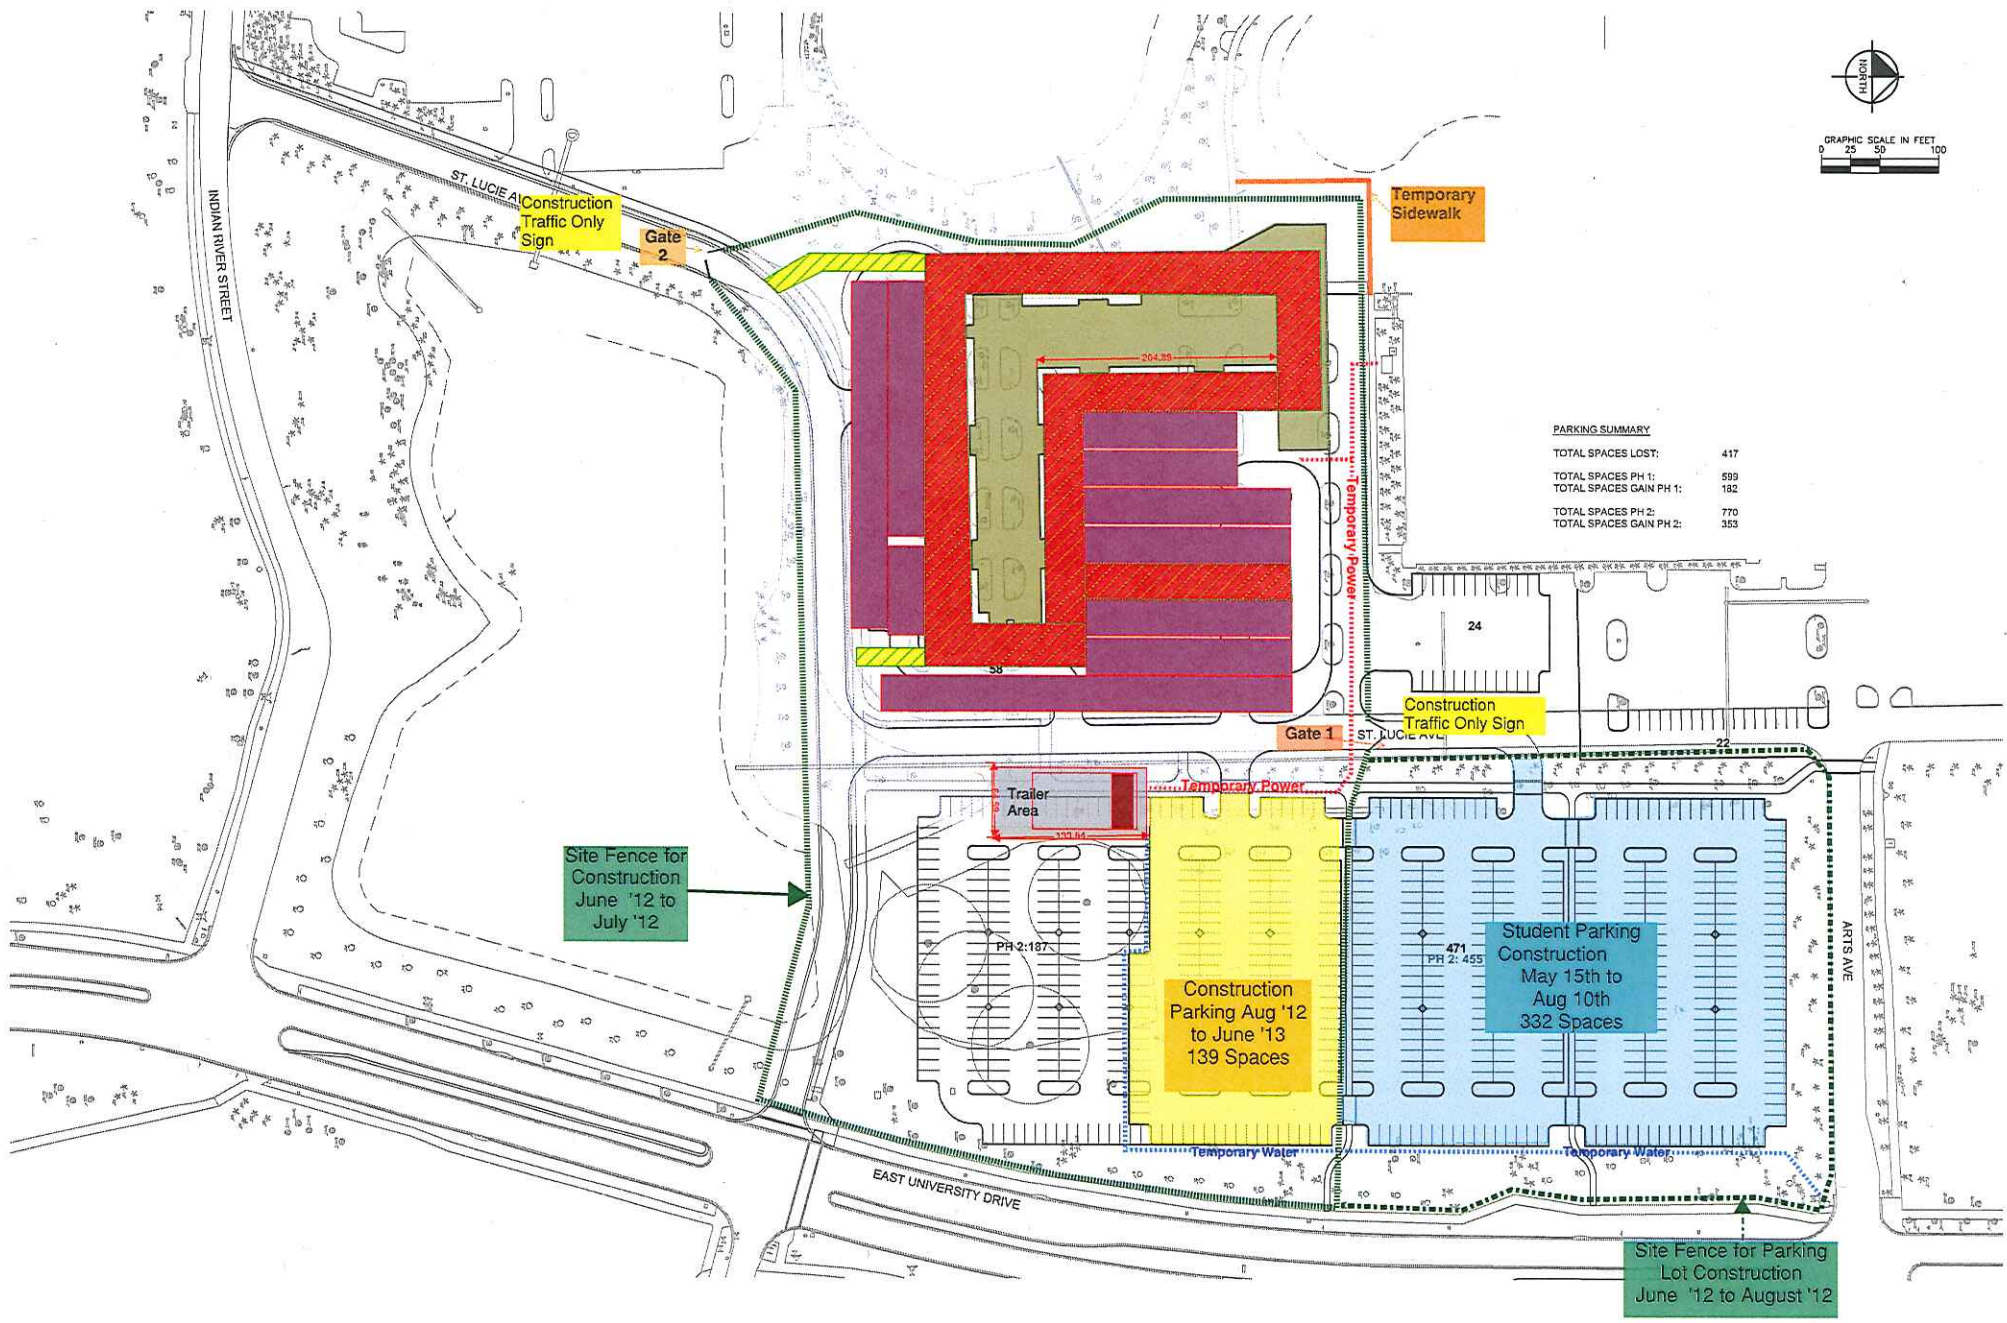 NORTH
GRAPHIC SCALE IN FEET
0 25 50 100
ST. LUCIE A
Construction
Traffic Only
Sign
Gate
2
INDIAN RIVER STREET
Temporary
Sidewalk
204.89
PARKING SUMMARY
TOTAL SPACES LOST: 417
TOTAL SPACES PH 1: 599
TOTAL SPACES GAIN PH 1: 182
TOTAL SPACES PH 2: 770
TOTAL SPACES GAIN PH 2: 353
Temporary Power
24
58
Construction
Traffic Only Sign
Gate 1
ST. LUCIE AVE
22
Trailer
Area
Temporary Power
Site Fence for
Construction
June '12 to
July '12
PH 2:187
471
PH 2: 455
Student Parking
Construction
May 15th to
Aug 10th
332 Spaces
Construction
Parking Aug '12
to June '13
139 Spaces
ARTS AVE
Temporary Water
Temporary Water
EAST UNIVERSITY DRIVE
Site Fence for Parking
Lot Construction
June '12 to August '12